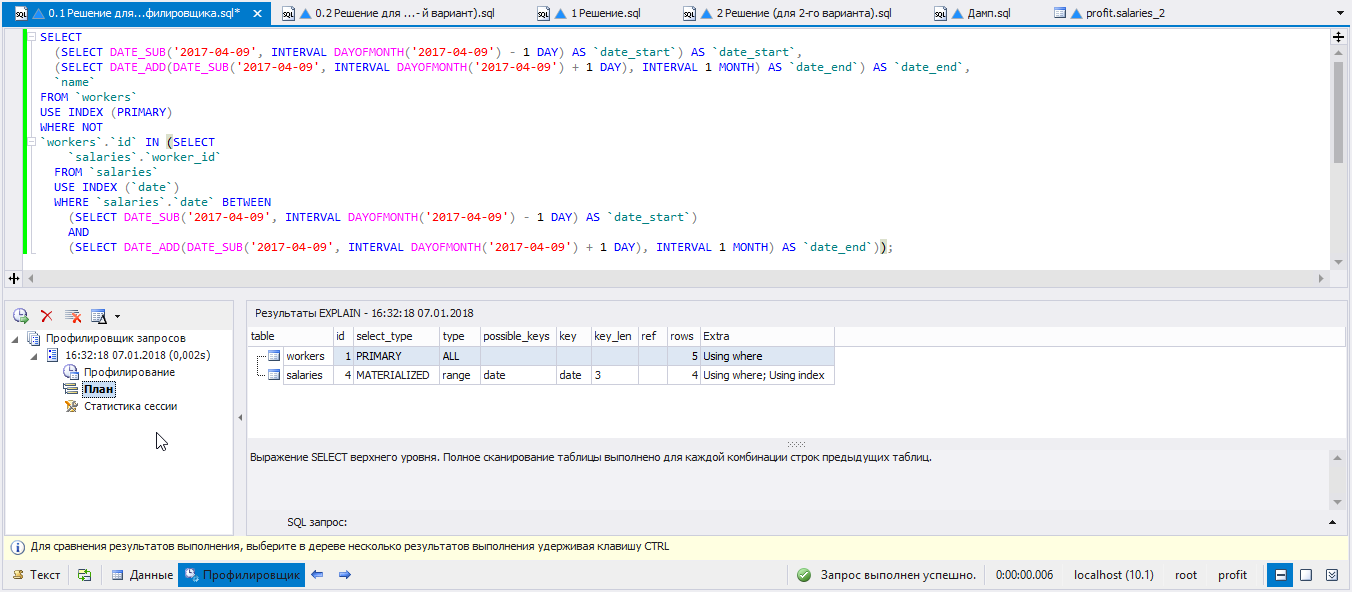 0.1 Решение для...филировщика.sql*
0.2 Решение для ...- й вариант).sql
1 Решение.sql
2 Решение (для 2-го варианта).sql
Дамп.sql
profit.salaries_2
SELECT
(SELECT DATE_SUB('2017-04-09', INTERVAL DAYOFMONTH('2017-04-09') - 1 DAY) AS `date_start`) AS `date_start`,
(SELECT DATE_ADD(DATE_SUB('2017-04-09', INTERVAL DAYOFMONTH('2017-04-09') + 1 DAY), INTERVAL 1 MONTH) AS `date_end`) AS `date_end`,
`name`
FROM `workers`
USE INDEX (PRIMARY)
WHERE NOT
`workers`.`id` IN (SELECT
`salaries`.`worker_id`
FROM `salaries`
USE INDEX (`date`)
WHERE `salaries`.`date` BETWEEN
(SELECT DATE_SUB('2017-04-09', INTERVAL DAYOFMONTH('2017-04-09') - 1 DAY) AS `date_start`)
AND
(SELECT DATE_ADD(DATE_SUB('2017-04-09', INTERVAL DAYOFMONTH('2017-04-09') + 1 DAY), INTERVAL 1 MONTH) AS `date_end`));
Профилировщик запросов
16:32:18 07.01.2018 (0,002s)
Профилирование
План
Статистика сессии
Результаты EXPLAIN - 16:32:18 07.01.2018
table id select_type type possible_keys key key_len ref rows Extra
workers 1 PRIMARY ALL 5 Using where
salaries 4 MATERIALIZED range date date 3 4 Using where; Using index
Выражение SELECT верхнего уровня. Полное сканирование таблицы выполнено для каждой комбинации строк предыдущих таблиц.
SQL запрос:
Для сравнения результатов выполнения, выберите в дереве несколько результатов выполнения удерживая клавишу CTRL
Текст Данные Профилировщик Запрос выполнен успешно. 0:00:00.006 localhost (10.1) root profit